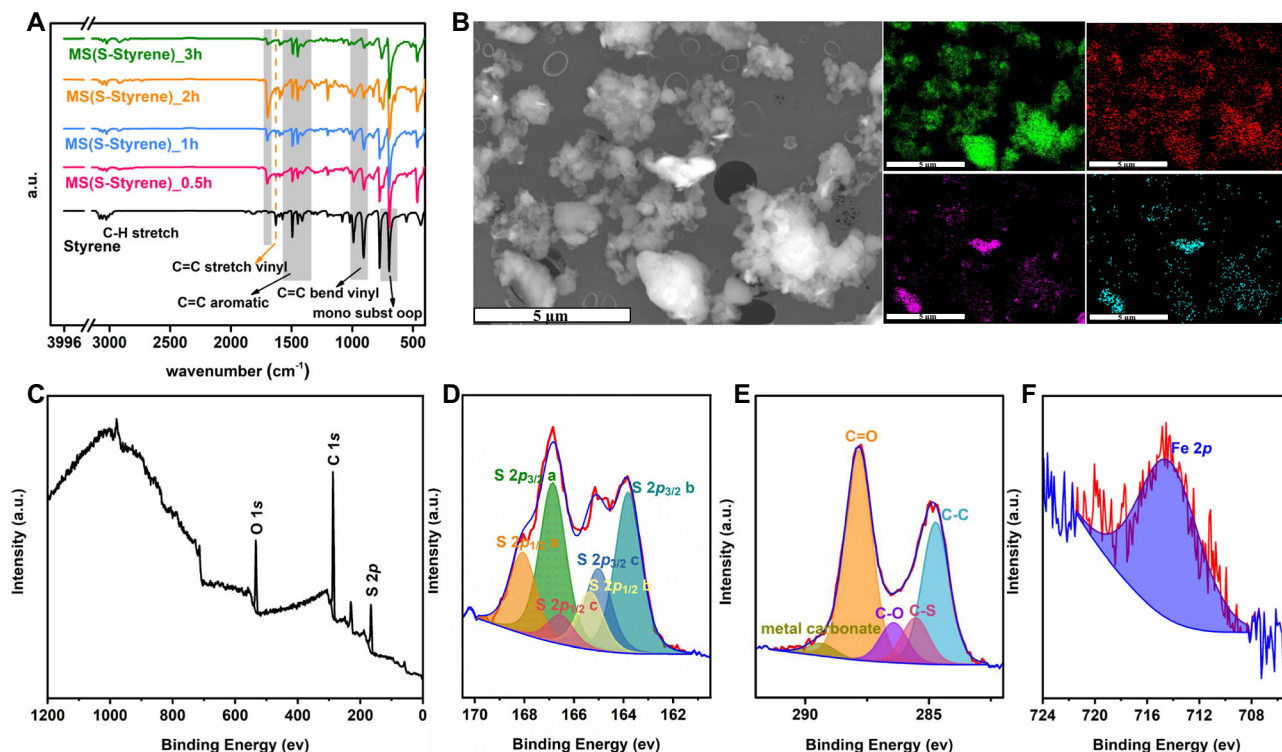 A
MS(S-Styrene)_3h
MS(S-Styrene)_2h
MS(S-Styrene)_1h
MS(S-Styrene)_0.5h
C-H stretch
Styrene
C=C stretch vinyl
C=C aromatic
C=C bend vinyl
mono subst oop
a.u.
3996 3000 2500 2000 1500 1000 500
wavenumber (cm⁻¹)
B
5 µm
5 µm
5 µm
5 µm
5 µm
C
O 1s
C 1s
S 2p
Intensity (a.u.)
1200 1000 800 600 400 200 0
Binding Energy (ev)
D
S 2p3/2 a
S 2p3/2 b
S 2p1/2 a
S 2p3/2 c
S 2p1/2 b
S 2p1/2 c
Intensity (a.u.)
170 168 166 164 162
Binding Energy (ev)
E
C=O
C-C
C-O
C-S
metal carbonate
Intensity (a.u.)
290 285
Binding Energy (ev)
F
Fe 2p
Intensity (a.u.)
724 720 716 712 708
Binding Energy (ev)